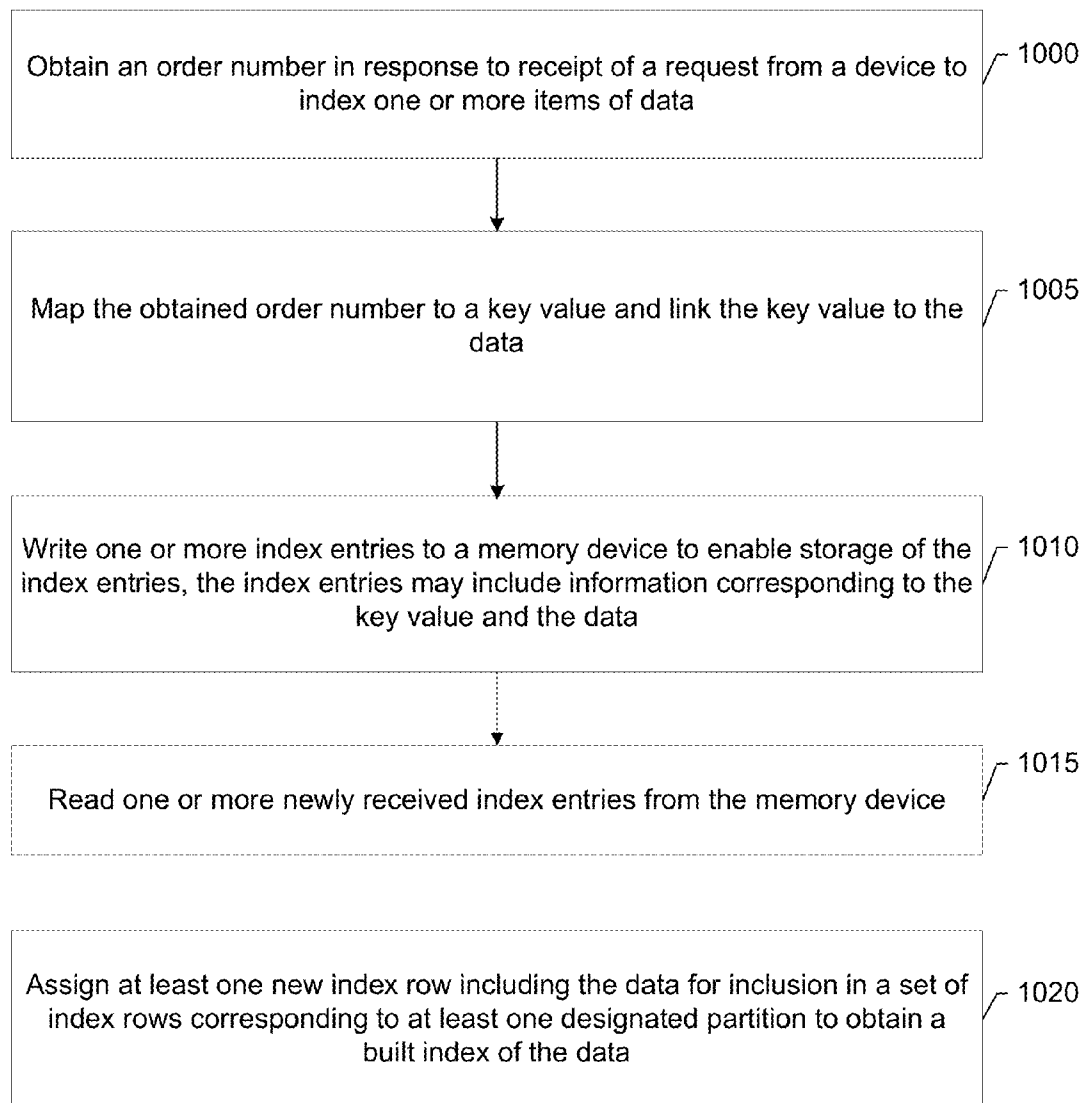 Obtain an order number in response to receipt of a request from a device to
index one or more items of data
1000
Map the obtained order number to a key value and link the key value to the
data
1005
Write one or more index entries to a memory device to enable storage of the
index entries, the index entries may include information corresponding to the
key value and the data
1010
Read one or more newly received index entries from the memory device
1015
Assign at least one new index row including the data for inclusion in a set of
index rows corresponding to at least one designated partition to obtain a
built index of the data
1020